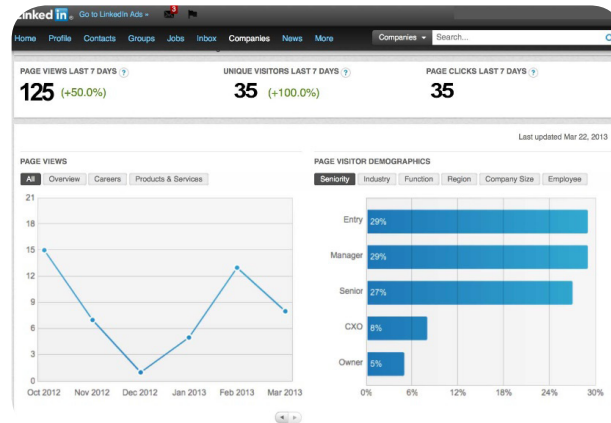 Linked in® Go to LinkedIn Ads » 3
Home Profile Contacts Groups Jobs Inbox Companies News More Companies Search...
PAGE VIEWS LAST 7 DAYS ? UNIQUE VISITORS LAST 7 DAYS ? PAGE CLICKS LAST 7 DAYS ?
125 (+50.0%) 35 (+100.0%) 35
Last updated Mar 22, 2013
PAGE VIEWS
All Overview Careers Products & Services
21
18
15
12
9
6
3
0
Oct 2012 Nov 2012 Dec 2012 Jan 2013 Feb 2013 Mar 2013
PAGE VISITOR DEMOGRAPHICS
Seniority Industry Function Region Company Size Employee
Entry 29%
Manager 29%
Senior 27%
CXO 8%
Owner 5%
0% 6% 12% 18% 24% 30%